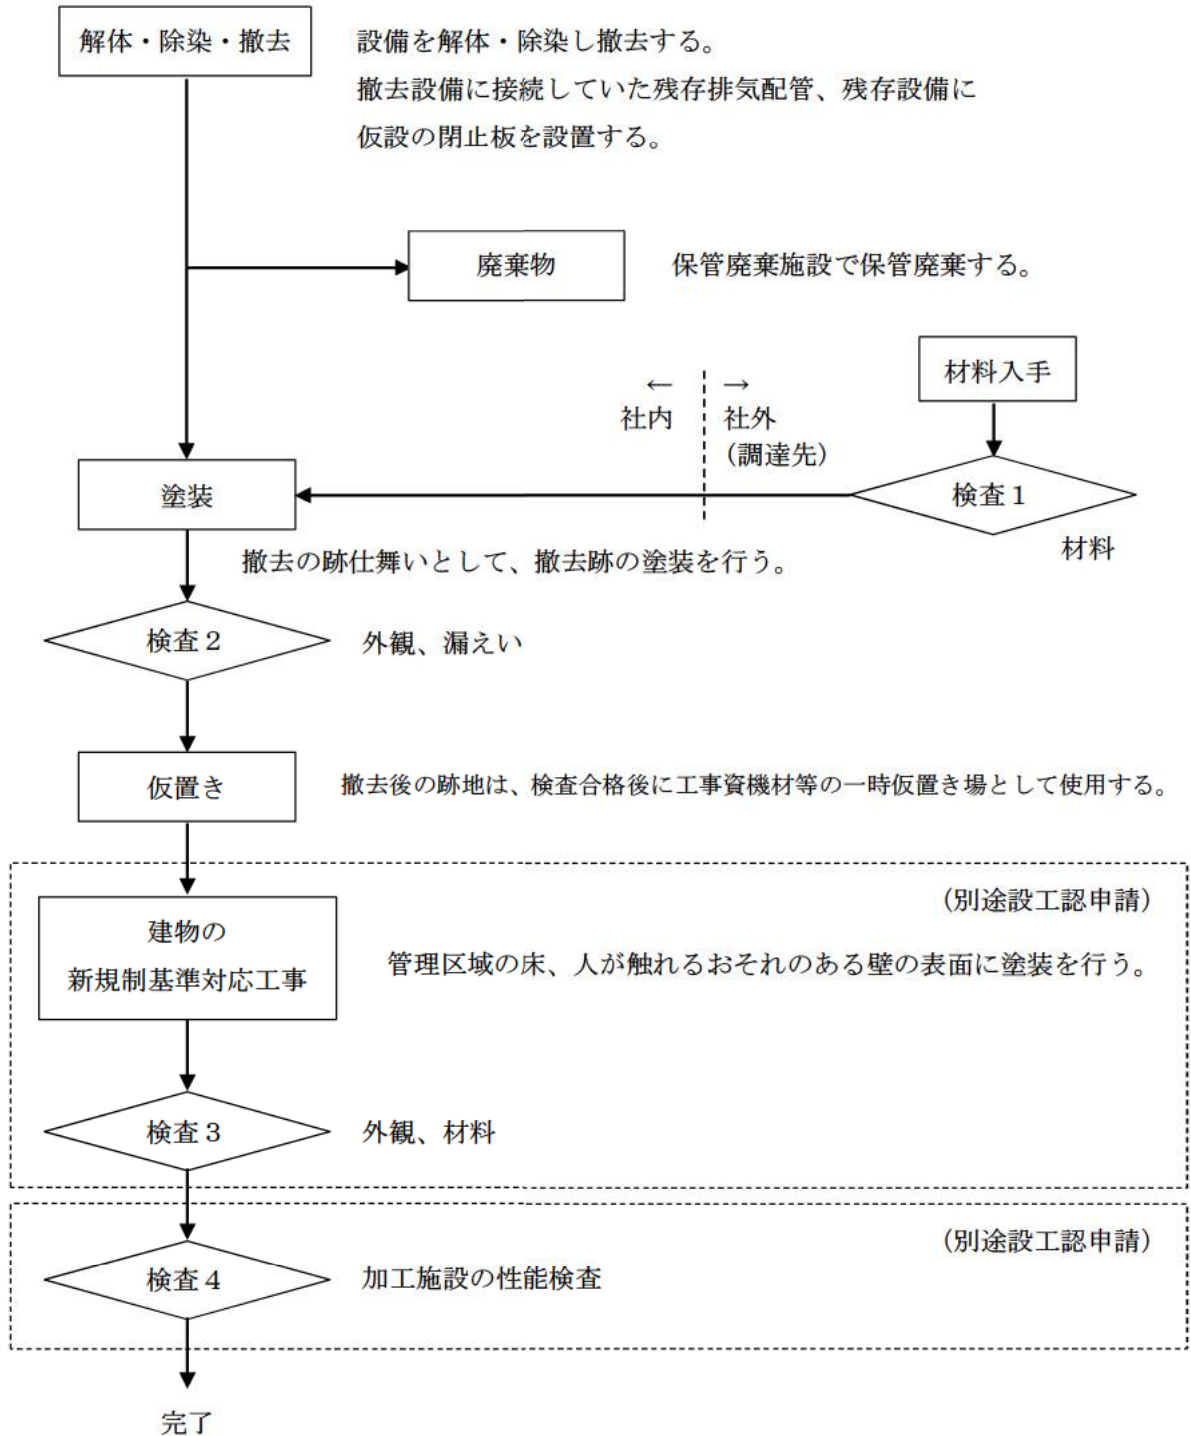 解体・除染・撤去
設備を解体・除染し撤去する。
撤去設備に接続していた残存排気配管、残存設備に
仮設の閉止板を設置する。
廃棄物
保管廃棄施設で保管廃棄する。
材料入手
← →
社内 社外
（調達先）
検査１
材料
塗装
撤去の跡仕舞いとして、撤去跡の塗装を行う。
検査２
外観、漏えい
仮置き
撤去後の跡地は、検査合格後に工事資機材等の一時仮置き場として使用する。
（別途設工認申請）
建物の
新規制基準対応工事
管理区域の床、人が触れるおそれのある壁の表面に塗装を行う。
検査３
外観、材料
（別途設工認申請）
検査４
加工施設の性能検査
完了